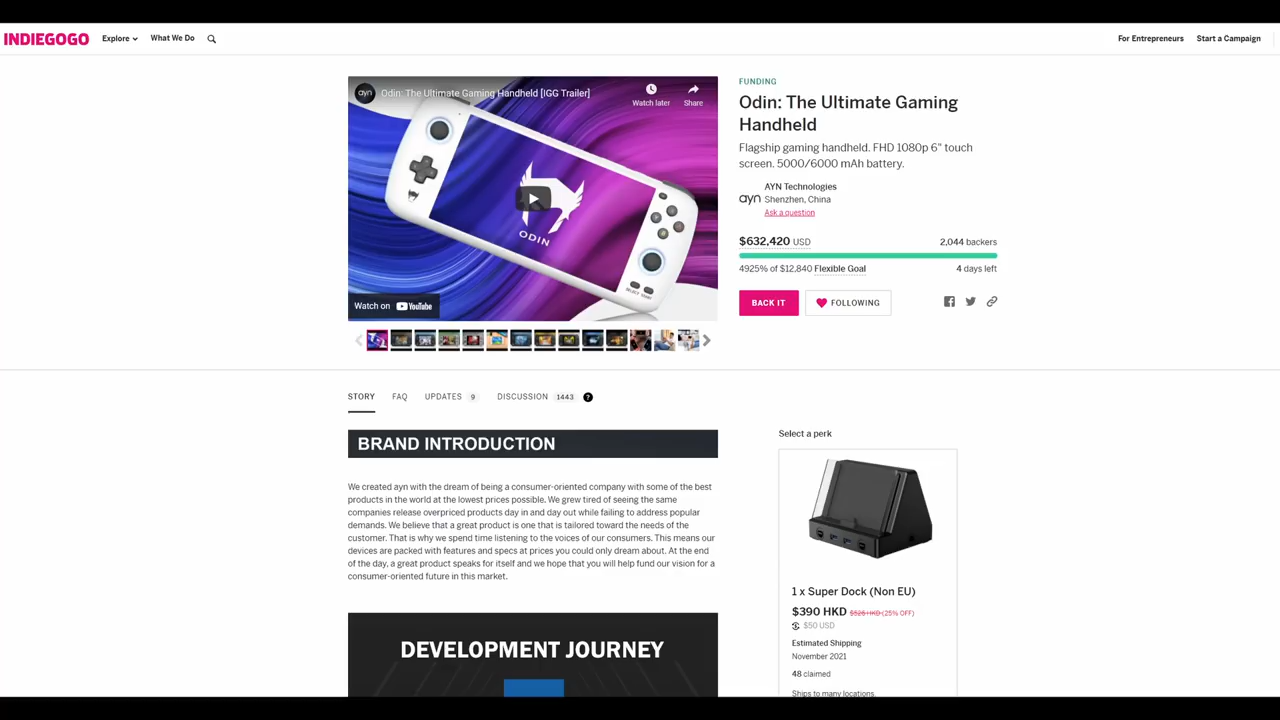 INDIEGOGO
Explore
What We Do
For Entrepreneurs
Start a Campaign
ayn
Odin: The Ultimate Gaming Handheld [IGG Trailer]
Watch later
Share
ODIN
SELECT START
Watch on YouTube
FUNDING
Odin: The Ultimate Gaming
Handheld
Flagship gaming handheld. FHD 1080p 6" touch
screen. 5000/6000 mAh battery.
ayn
AYN Technologies
Shenzhen, China
Ask a question
$632,420 USD
2,044 backers
4925% of $12,840 Flexible Goal
4 days left
BACK IT
FOLLOWING
STORY
FAQ
UPDATES 9
DISCUSSION 1443 ?
BRAND INTRODUCTION
We created ayn with the dream of being a consumer-oriented company with some of the best
products in the world at the lowest prices possible. We grew tired of seeing the same
companies release overpriced products day in and day out while failing to address popular
demands. We believe that a great product is one that is tailored toward the needs of the
customer. That is why we spend time listening to the voices of our consumers. This means our
devices are packed with features and specs at prices you could only dream about. At the end
of the day, a great product speaks for itself and we hope that you will help fund our vision for a
consumer-oriented future in this market.
DEVELOPMENT JOURNEY
Select a perk
1 x Super Dock (Non EU)
$390 HKD $526 HKD (25% OFF)
$50 USD
Estimated Shipping
November 2021
48 claimed
Ships to many locations.